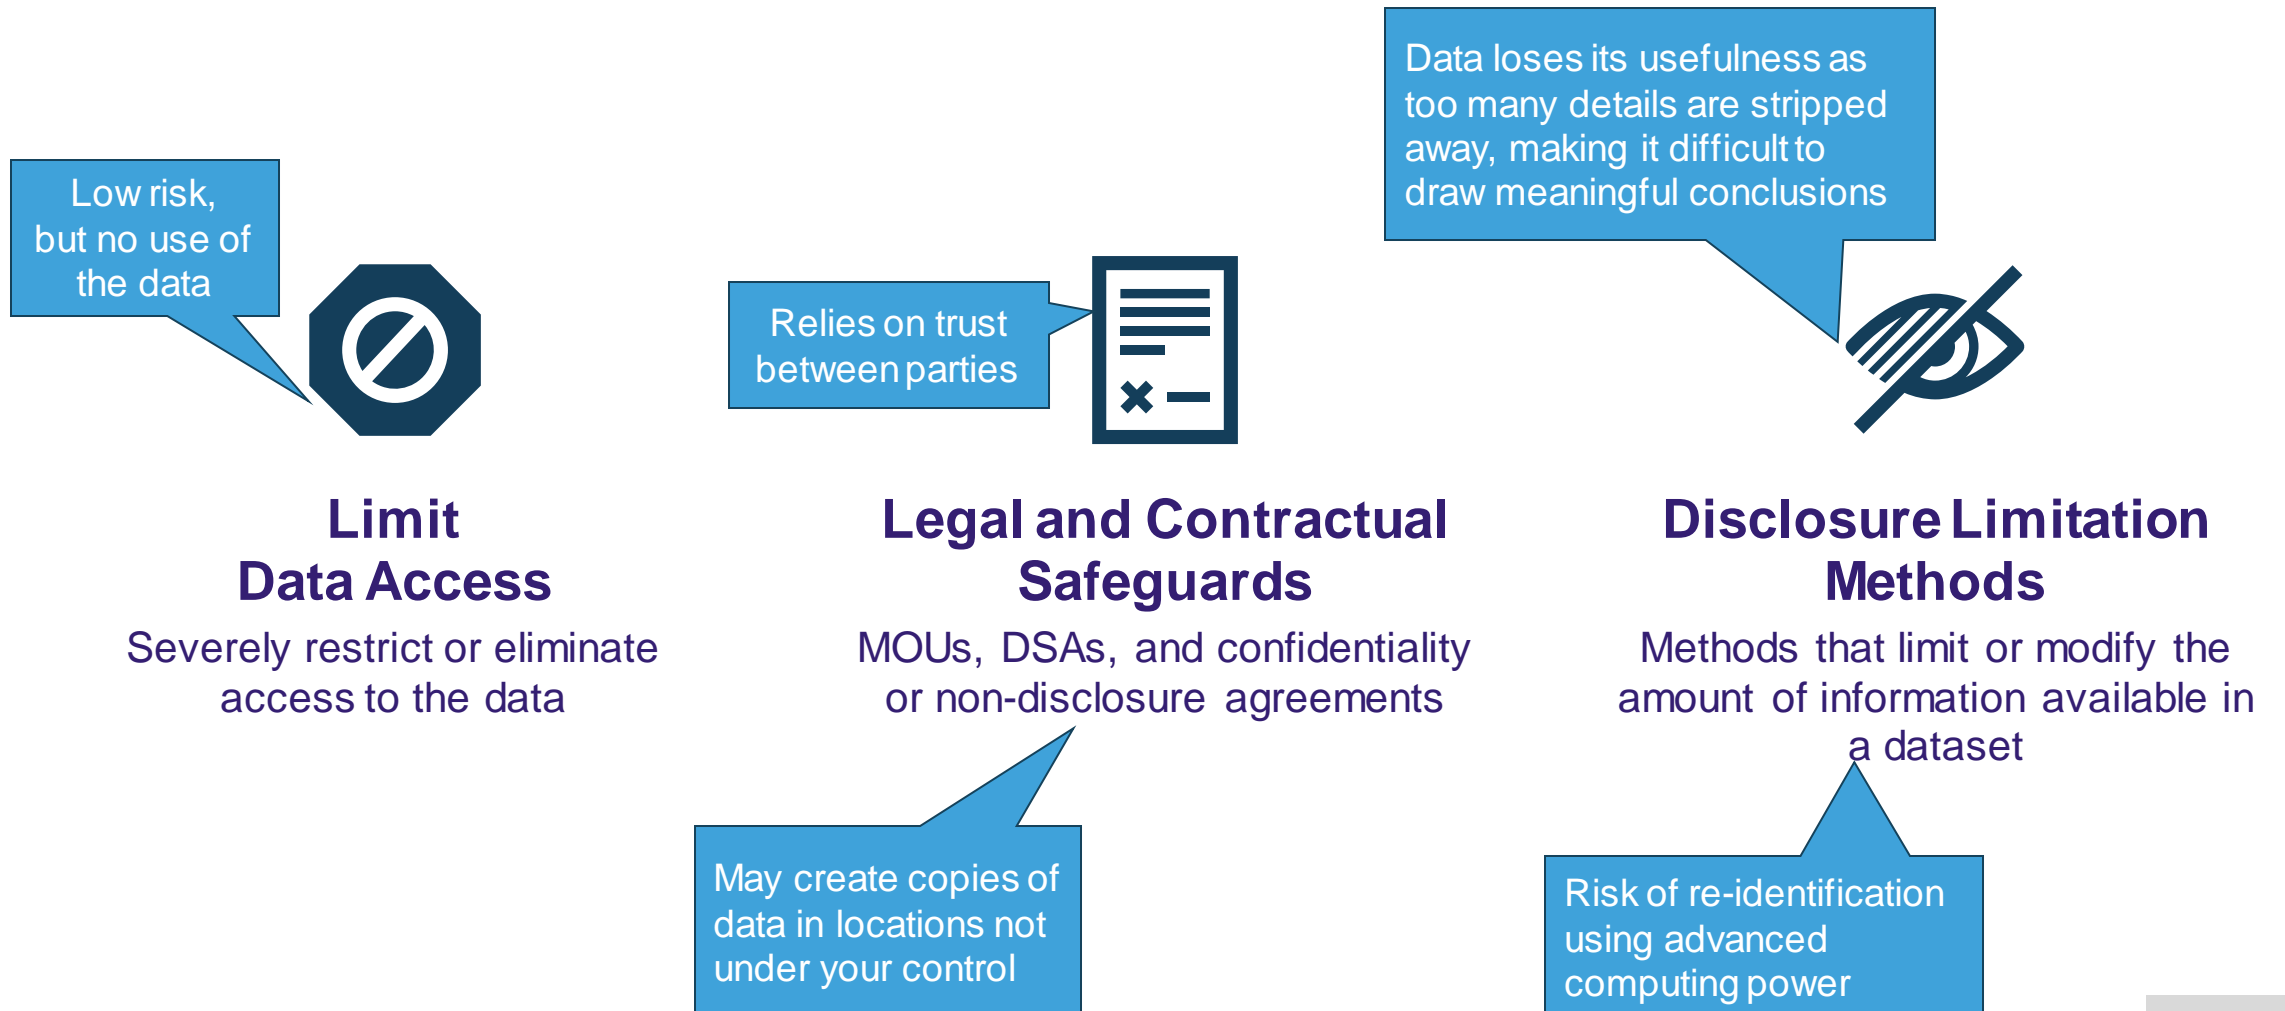 Low risk,
but no use of
the data
Limit
Data Access
Severely restrict or eliminate
access to the data
Relies on trust
between parties
Legal and Contractual
Safeguards
MOUs, DSAs, and confidentiality
or non-disclosure agreements
May create copies of
data in locations not
under your control
Data loses its usefulness as
too many details are stripped
away, making it difficult to
draw meaningful conclusions
Disclosure Limitation
Methods
Methods that limit or modify the
amount of information available in
a dataset
Risk of re-identification
using advanced
computing power